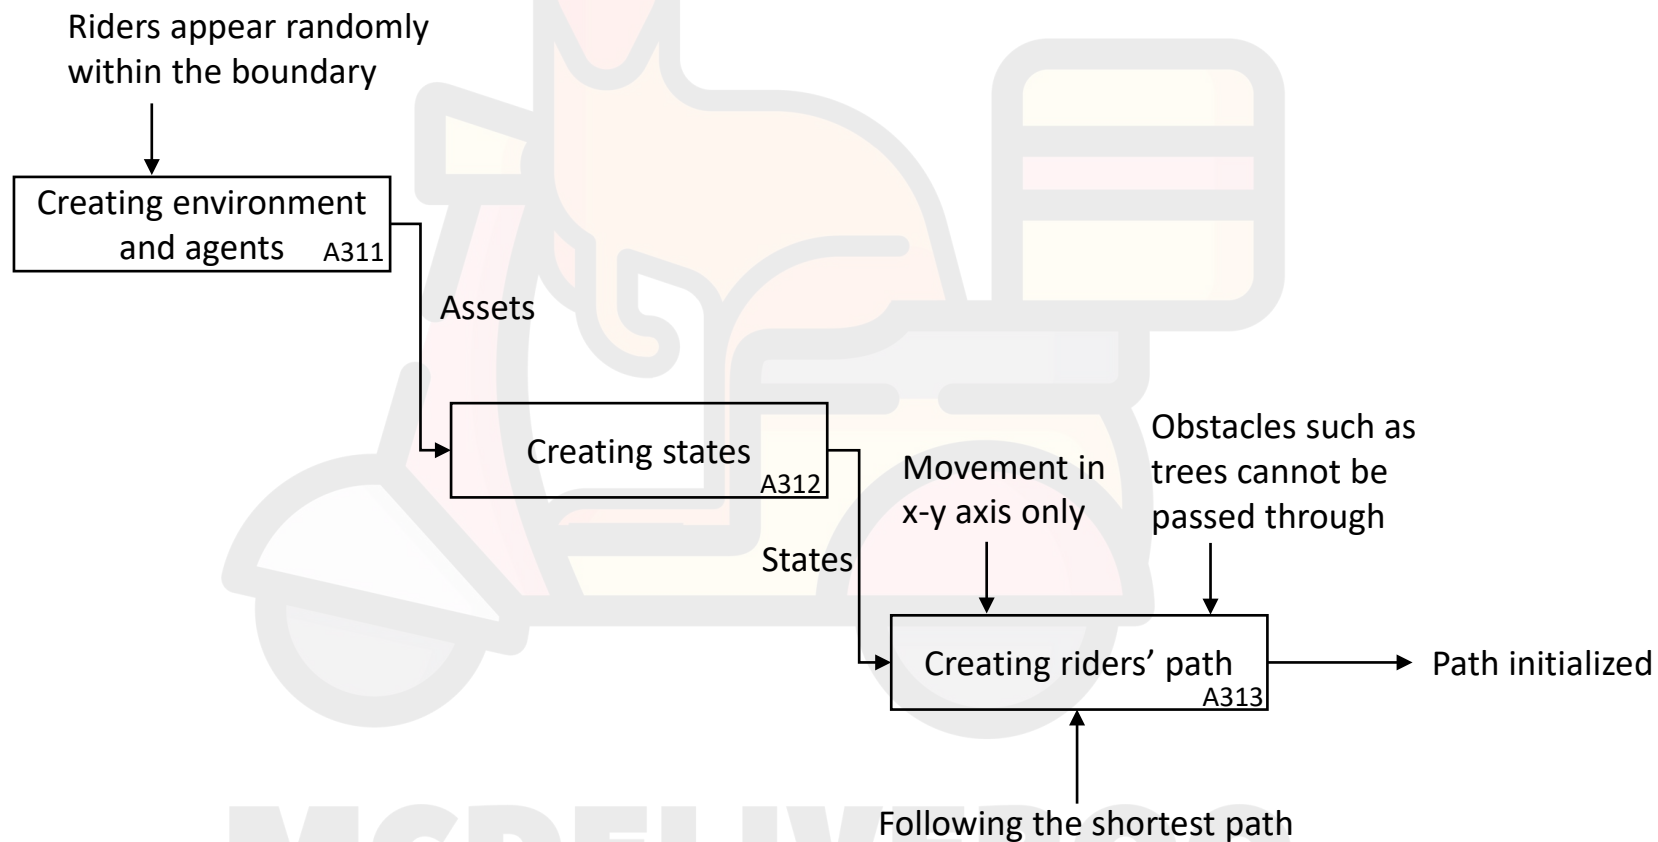 Riders appear randomly
within the boundary
Creating environment
and agents A311
Assets
Creating states
A312
States
Movement in
x-y axis only
Obstacles such as
trees cannot be
passed through
Creating riders’ path
A313
Path initialized
Following the shortest path